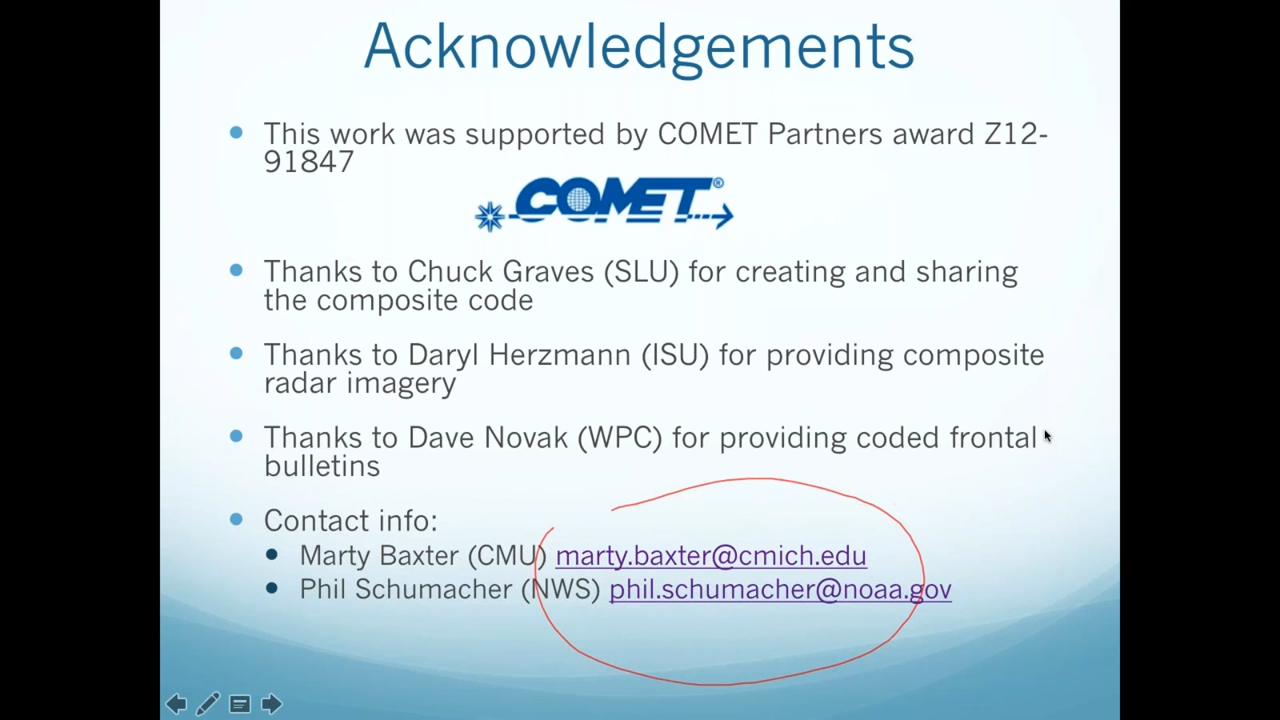 Acknowledgements
This work was supported by COMET Partners award Z12-
91847
COMET®
Thanks to Chuck Graves (SLU) for creating and sharing
the composite code
Thanks to Daryl Herzmann (ISU) for providing composite
radar imagery
Thanks to Dave Novak (WPC) for providing coded frontal
bulletins
Contact info:
Marty Baxter (CMU) marty.baxter@cmich.edu
Phil Schumacher (NWS) phil.schumacher@noaa.gov